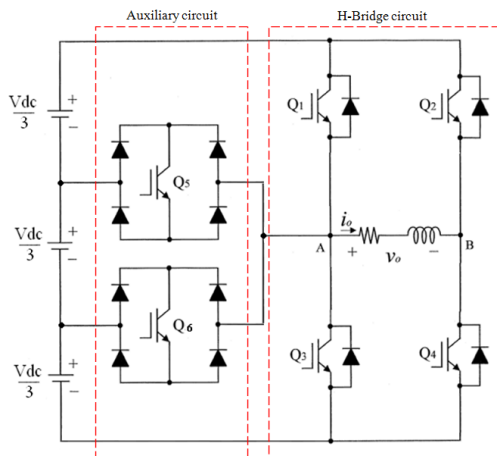 Auxiliary circuit
H-Bridge circuit
Vdc
3
+
−
Q1
Q2
Q5
Vdc
3
+
−
io
A
+
vo
−
B
Q6
Vdc
3
+
−
Q3
Q4